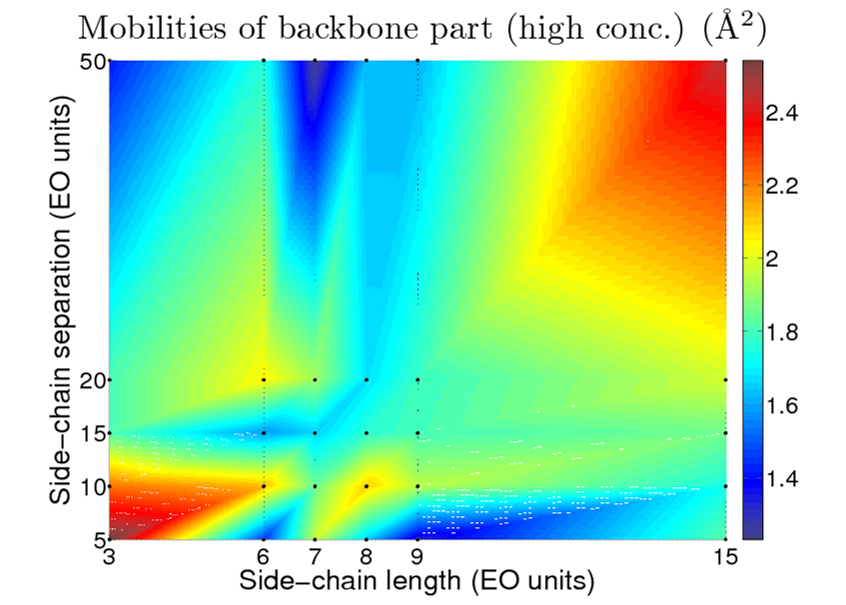 Mobilities of backbone part (high conc.) (Å²)
Side−chain separation (EO units)
50
20
15
10
5
3 6 7 8 9 15
Side−chain length (EO units)
2.4
2.2
2
1.8
1.6
1.4